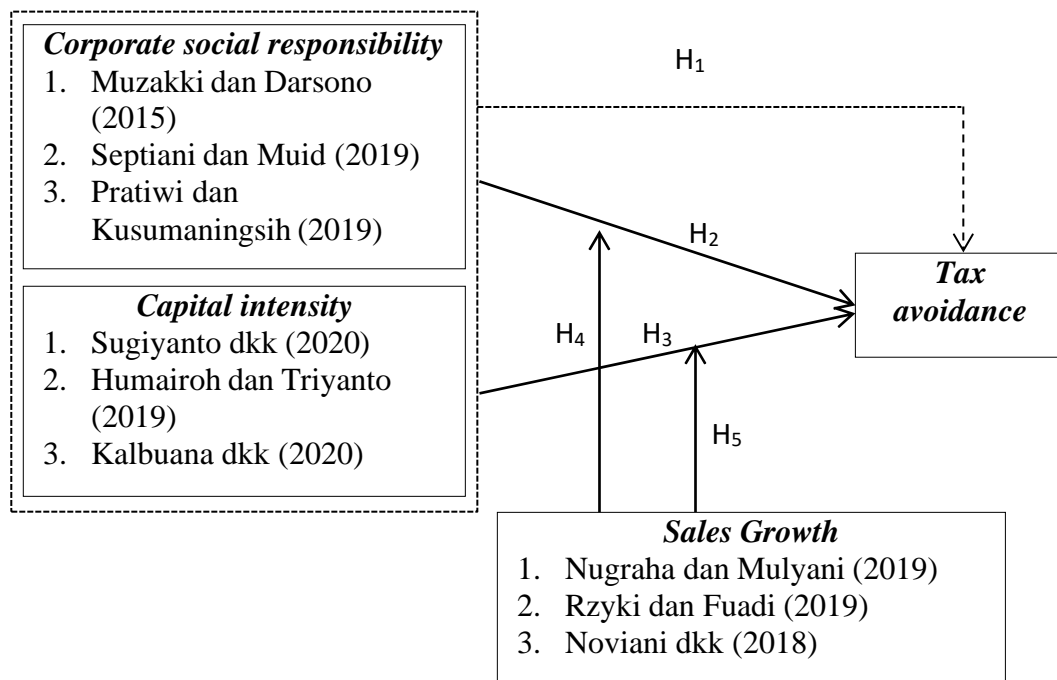 Corporate social responsibility
1. Muzakki dan Darsono
(2015)
2. Septiani dan Muid (2019)
3. Pratiwi dan
Kusumaningsih (2019)
Capital intensity
1. Sugiyanto dkk (2020)
2. Humairoh dan Triyanto
(2019)
3. Kalbuana dkk (2020)
H₁
H₂
H₃
H₄
H₅
Tax
avoidance
Sales Growth
1. Nugraha dan Mulyani (2019)
2. Rzyki dan Fuadi (2019)
3. Noviani dkk (2018)